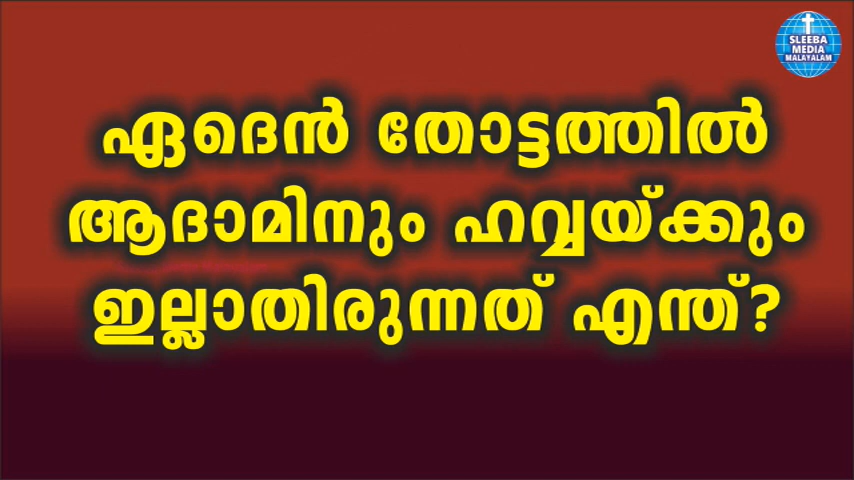 SLEEBA
MEDIA
MALAYALAM
ഏദെൻ തോട്ടത്തിൽ
ആദാമിനും ഹവ്വയ്ക്കും
ഇല്ലാതിരുന്നത് എന്ത്?